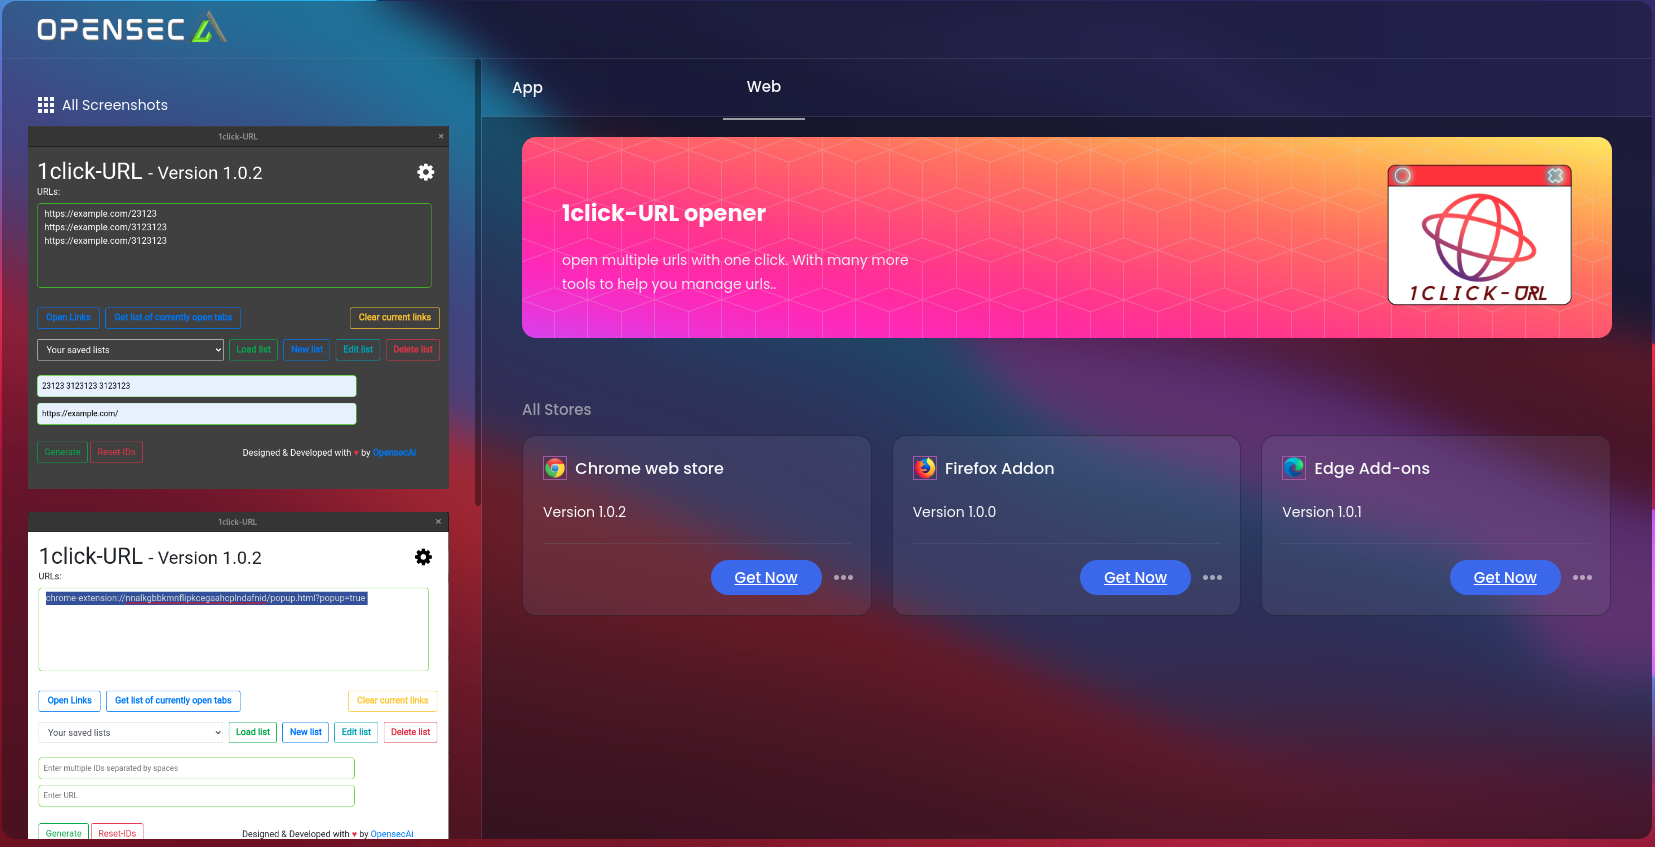 OPENSEC
All Screenshots
1click-URL
×
1click-URL - Version 1.0.2
URLs:
https://example.com/23123
https://example.com/3123123
https://example.com/3123123
Open Links
Get list of currently open tabs
Clear current links
Your saved lists
Load list
New list
Edit list
Delete list
23123 3123123 3123123
https://example.com/
Generate
Reset-IDs
Designed & Developed with ♥ by OpensecAi
1click-URL
×
1click-URL - Version 1.0.2
URLs:
chrome-extension://nnalkgbbkmnflipkcegaahcplndafnid/popup.html?popup=true
Open Links
Get list of currently open tabs
Clear current links
Your saved lists
Load list
New list
Edit list
Delete list
Enter multiple IDs separated by spaces
Enter URL
Generate
Reset-IDs
Designed & Developed with ♥ by OpensecAi
App
Web
1click-URL opener
open multiple urls with one click. With many more
tools to help you manage urls..
1CLICK-URL
All Stores
Chrome web store
Version 1.0.2
Get Now
Firefox Addon
Version 1.0.0
Get Now
Edge Add-ons
Version 1.0.1
Get Now